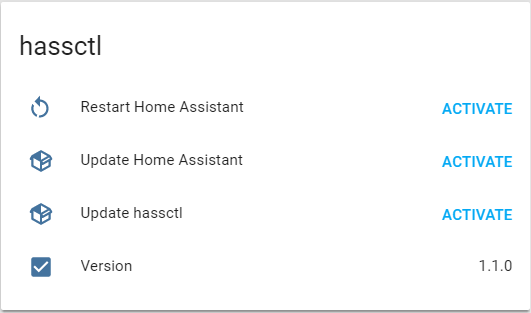 hassctl
Restart Home Assistant ACTIVATE
Update Home Assistant ACTIVATE
Update hassctl ACTIVATE
Version 1.1.0